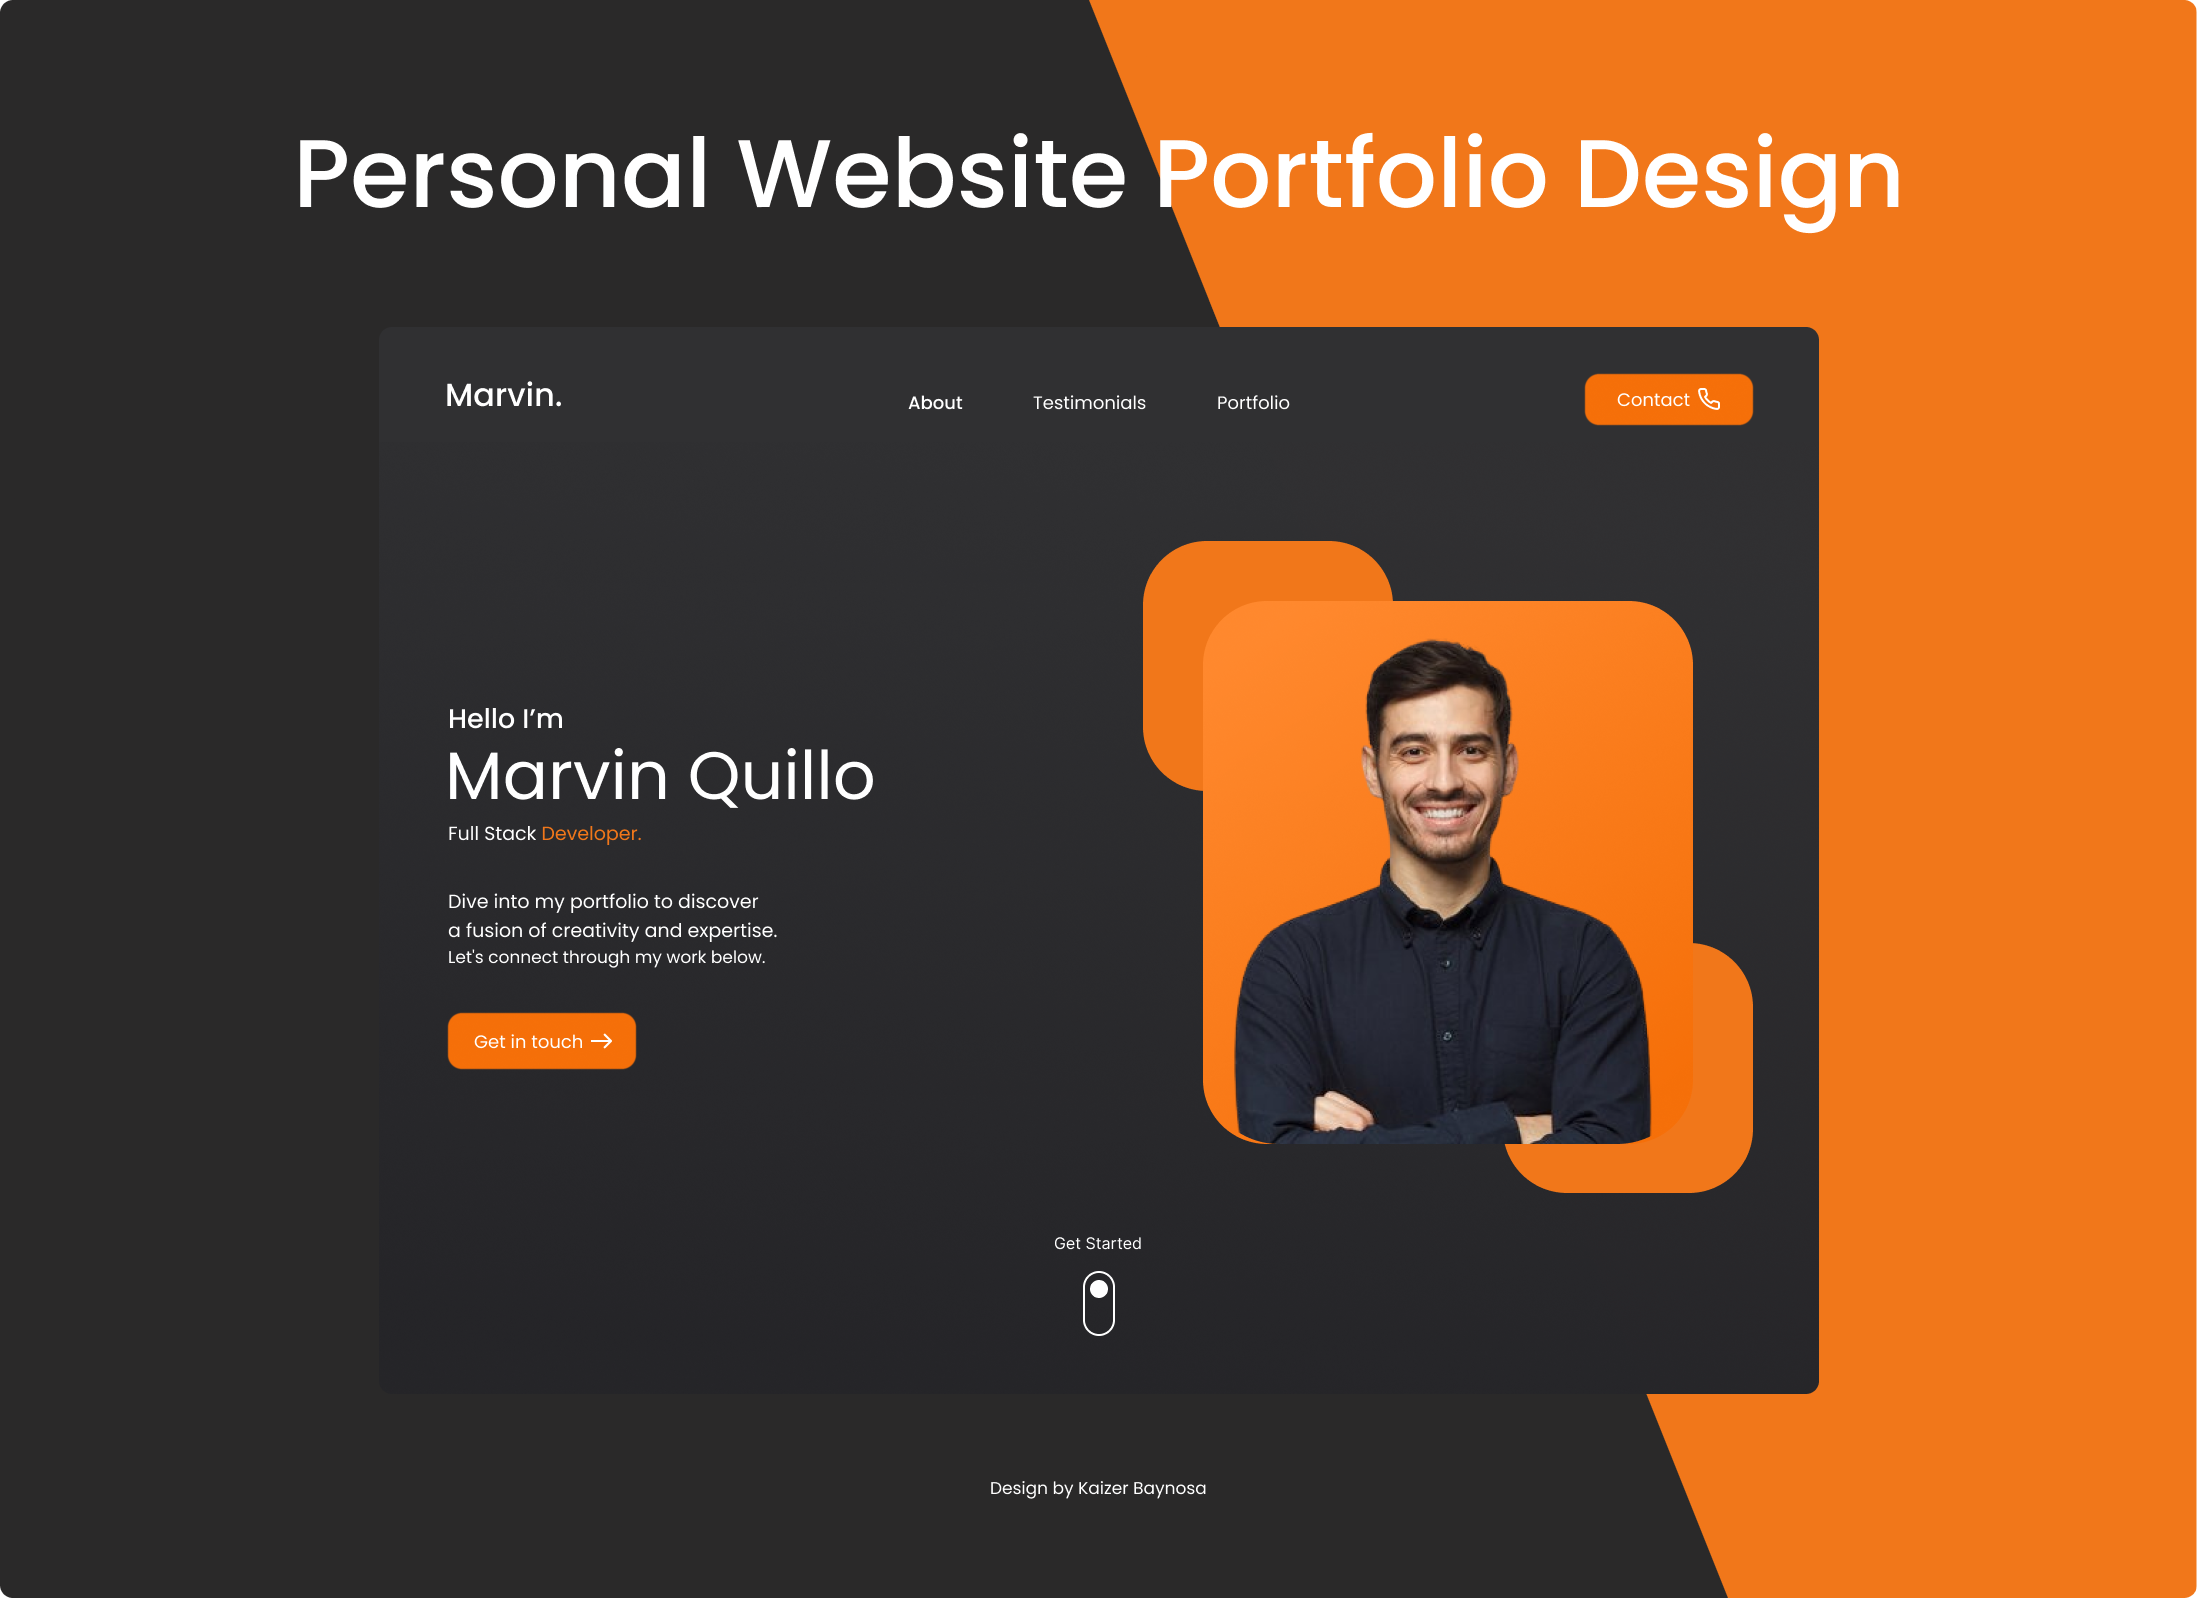 Personal Website Portfolio Design
Marvin.
About
Testimonials
Portfolio
Contact
Hello I’m
Marvin Quillo
Full Stack Developer.
Dive into my portfolio to discover
a fusion of creativity and expertise.
Let's connect through my work below.
Get in touch
Get Started
Design by Kaizer Baynosa